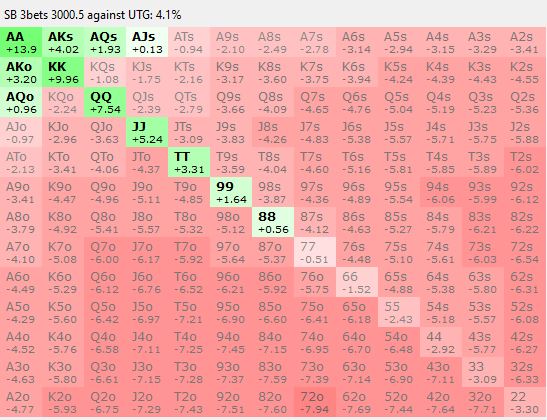 SB 3bets 3000.5 against UTG: 4.1%
AA AKs AQs AJs ATs A9s A8s A7s A6s A5s A4s A3s A2s
+13.9 +4.02 +1.93 +0.13 -0.94 -2.10 -2.49 -2.78 -3.14 -2.94 -3.15 -3.29 -3.41
AKo KK KQs KJs KTs K9s K8s K7s K6s K5s K4s K3s K2s
+3.20 +9.96 -1.08 -1.75 -2.16 -3.17 -3.60 -3.75 -3.94 -4.24 -4.39 -4.43 -4.55
AQo KQo QQ QJs QTs Q9s Q8s Q7s Q6s Q5s Q4s Q3s Q2s
+0.96 -2.24 +7.54 -2.39 -2.79 -3.66 -4.09 -4.65 -4.76 -5.04 -5.19 -5.23 -5.36
AJo KJo QJo JJ JTs J9s J8s J7s J6s J5s J4s J3s J2s
-0.97 -2.96 -3.63 +5.24 -3.09 -3.83 -4.26 -4.83 -5.38 -5.57 -5.71 -5.75 -5.88
ATo KTo QTo JTo TT T9s T8s T7s T6s T5s T4s T3s T2s
-2.13 -3.41 -4.06 -4.37 +3.31 -3.59 -4.04 -4.60 -5.16 -5.81 -5.85 -5.89 -6.02
A9o K9o Q9o J9o T9o 99 98s 97s 96s 95s 94s 93s 92s
-3.41 -4.47 -4.96 -5.11 -4.85 +1.64 -3.87 -4.36 -4.89 -5.54 -6.06 -5.99 -6.12
A8o K8o Q8o J8o T8o 98o 88 87s 86s 85s 84s 83s 82s
-3.79 -4.92 -5.41 -5.57 -5.32 -5.12 +0.56 -4.12 -4.63 -5.27 -5.79 -6.21 -6.22
A7o K7o Q7o J7o T7o 97o 87o 77 76s 75s 74s 73s 72s
-4.10 -5.08 -6.00 -6.17 -5.92 -5.64 -5.37 -0.51 -4.48 -5.10 -5.61 -6.03 -6.54
A6o K6o Q6o J6o T6o 96o 86o 76o 66 65s 64s 63s 62s
-4.49 -5.29 -6.12 -6.76 -6.52 -6.21 -5.92 -5.75 -1.52 -4.88 -5.38 -5.80 -6.31
A5o K5o Q5o J5o T5o 95o 85o 75o 65o 55 54s 53s 52s
-4.29 -5.60 -6.42 -6.97 -7.21 -6.90 -6.60 -6.41 -6.18 -2.43 -5.18 -5.57 -6.08
A4o K4o Q4o J4o T4o 94o 84o 74o 64o 54o 44 43s 42s
-4.52 -5.76 -6.58 -7.11 -7.25 -7.45 -7.15 -6.95 -6.70 -6.48 -2.92 -5.77 -6.27
A3o K3o Q3o J3o T3o 93o 83o 73o 63o 53o 43o 33 32s
-4.63 -5.80 -6.61 -7.15 -7.28 -7.37 -7.59 -7.39 -7.14 -6.90 -7.11 -3.09 -6.33
A2o K2o Q2o J2o T2o 92o 82o 72o 62o 52o 42o 32o 22
-4.77 -5.93 -6.75 -7.29 -7.43 -7.51 -7.60 -7.94 -7.69 -7.44 -7.64 -7.71 -3.30